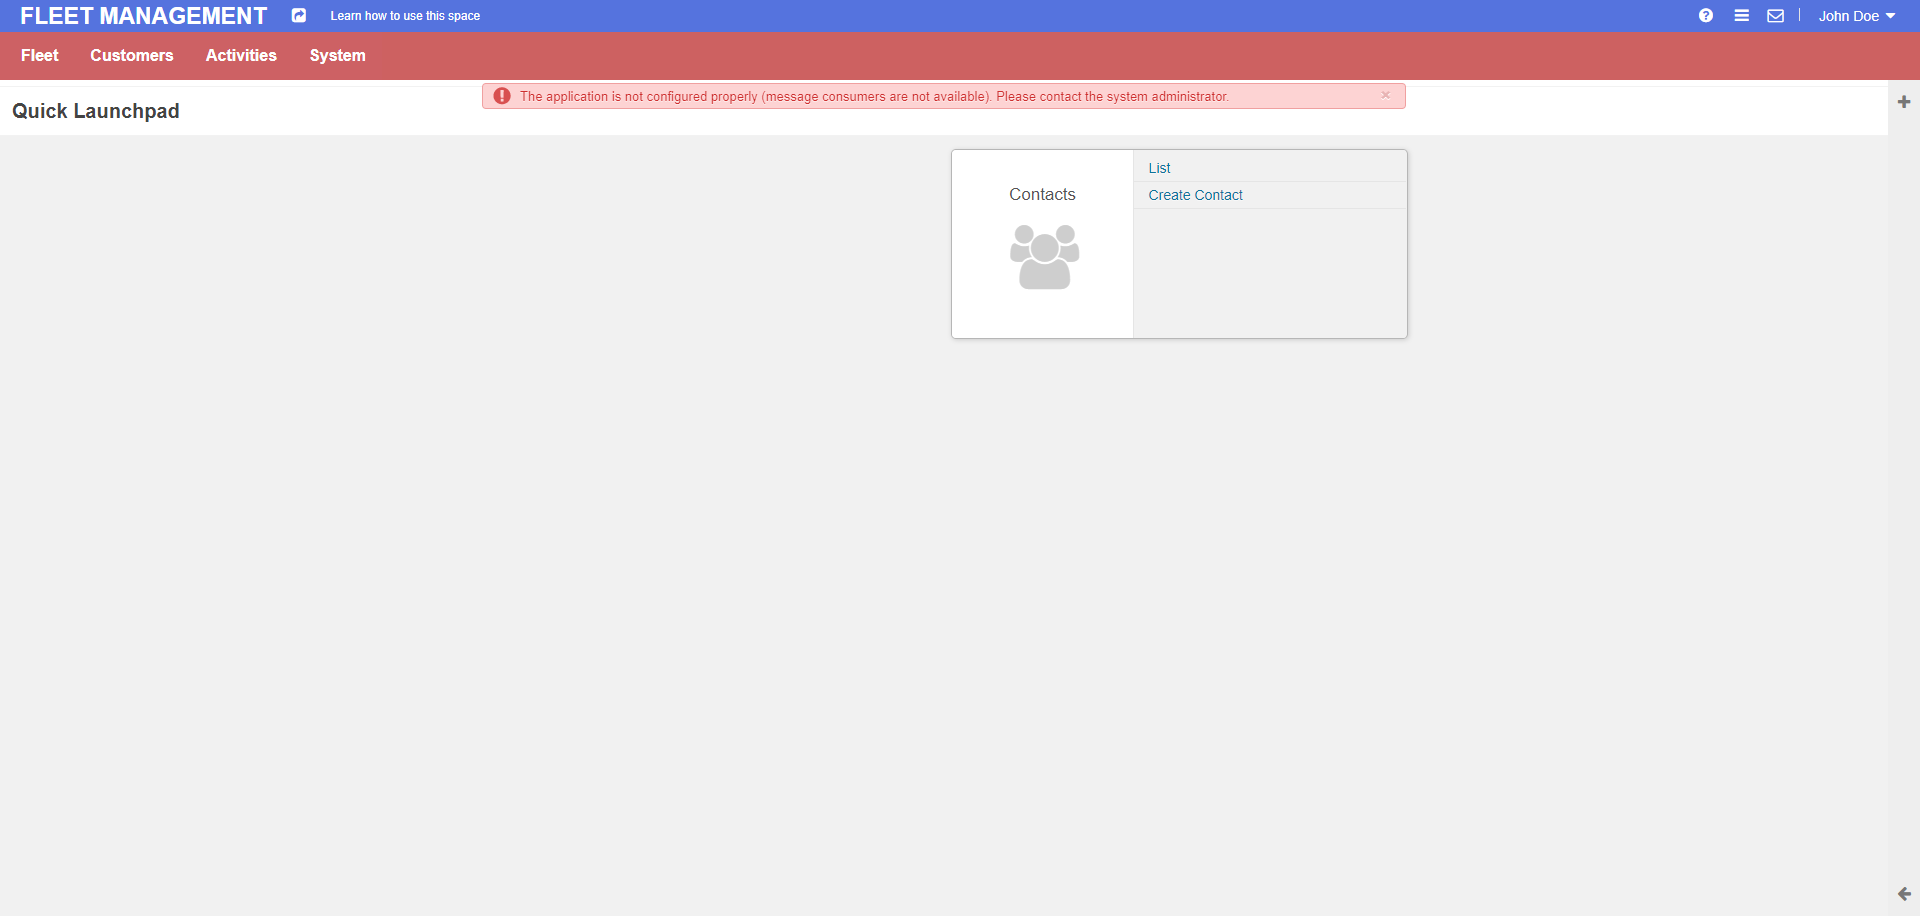 FLEET MANAGEMENT
Learn how to use this space
John Doe
Fleet
Customers
Activities
System
The application is not configured properly (message consumers are not available). Please contact the system administrator.
×
Quick Launchpad
Contacts
List
Create Contact